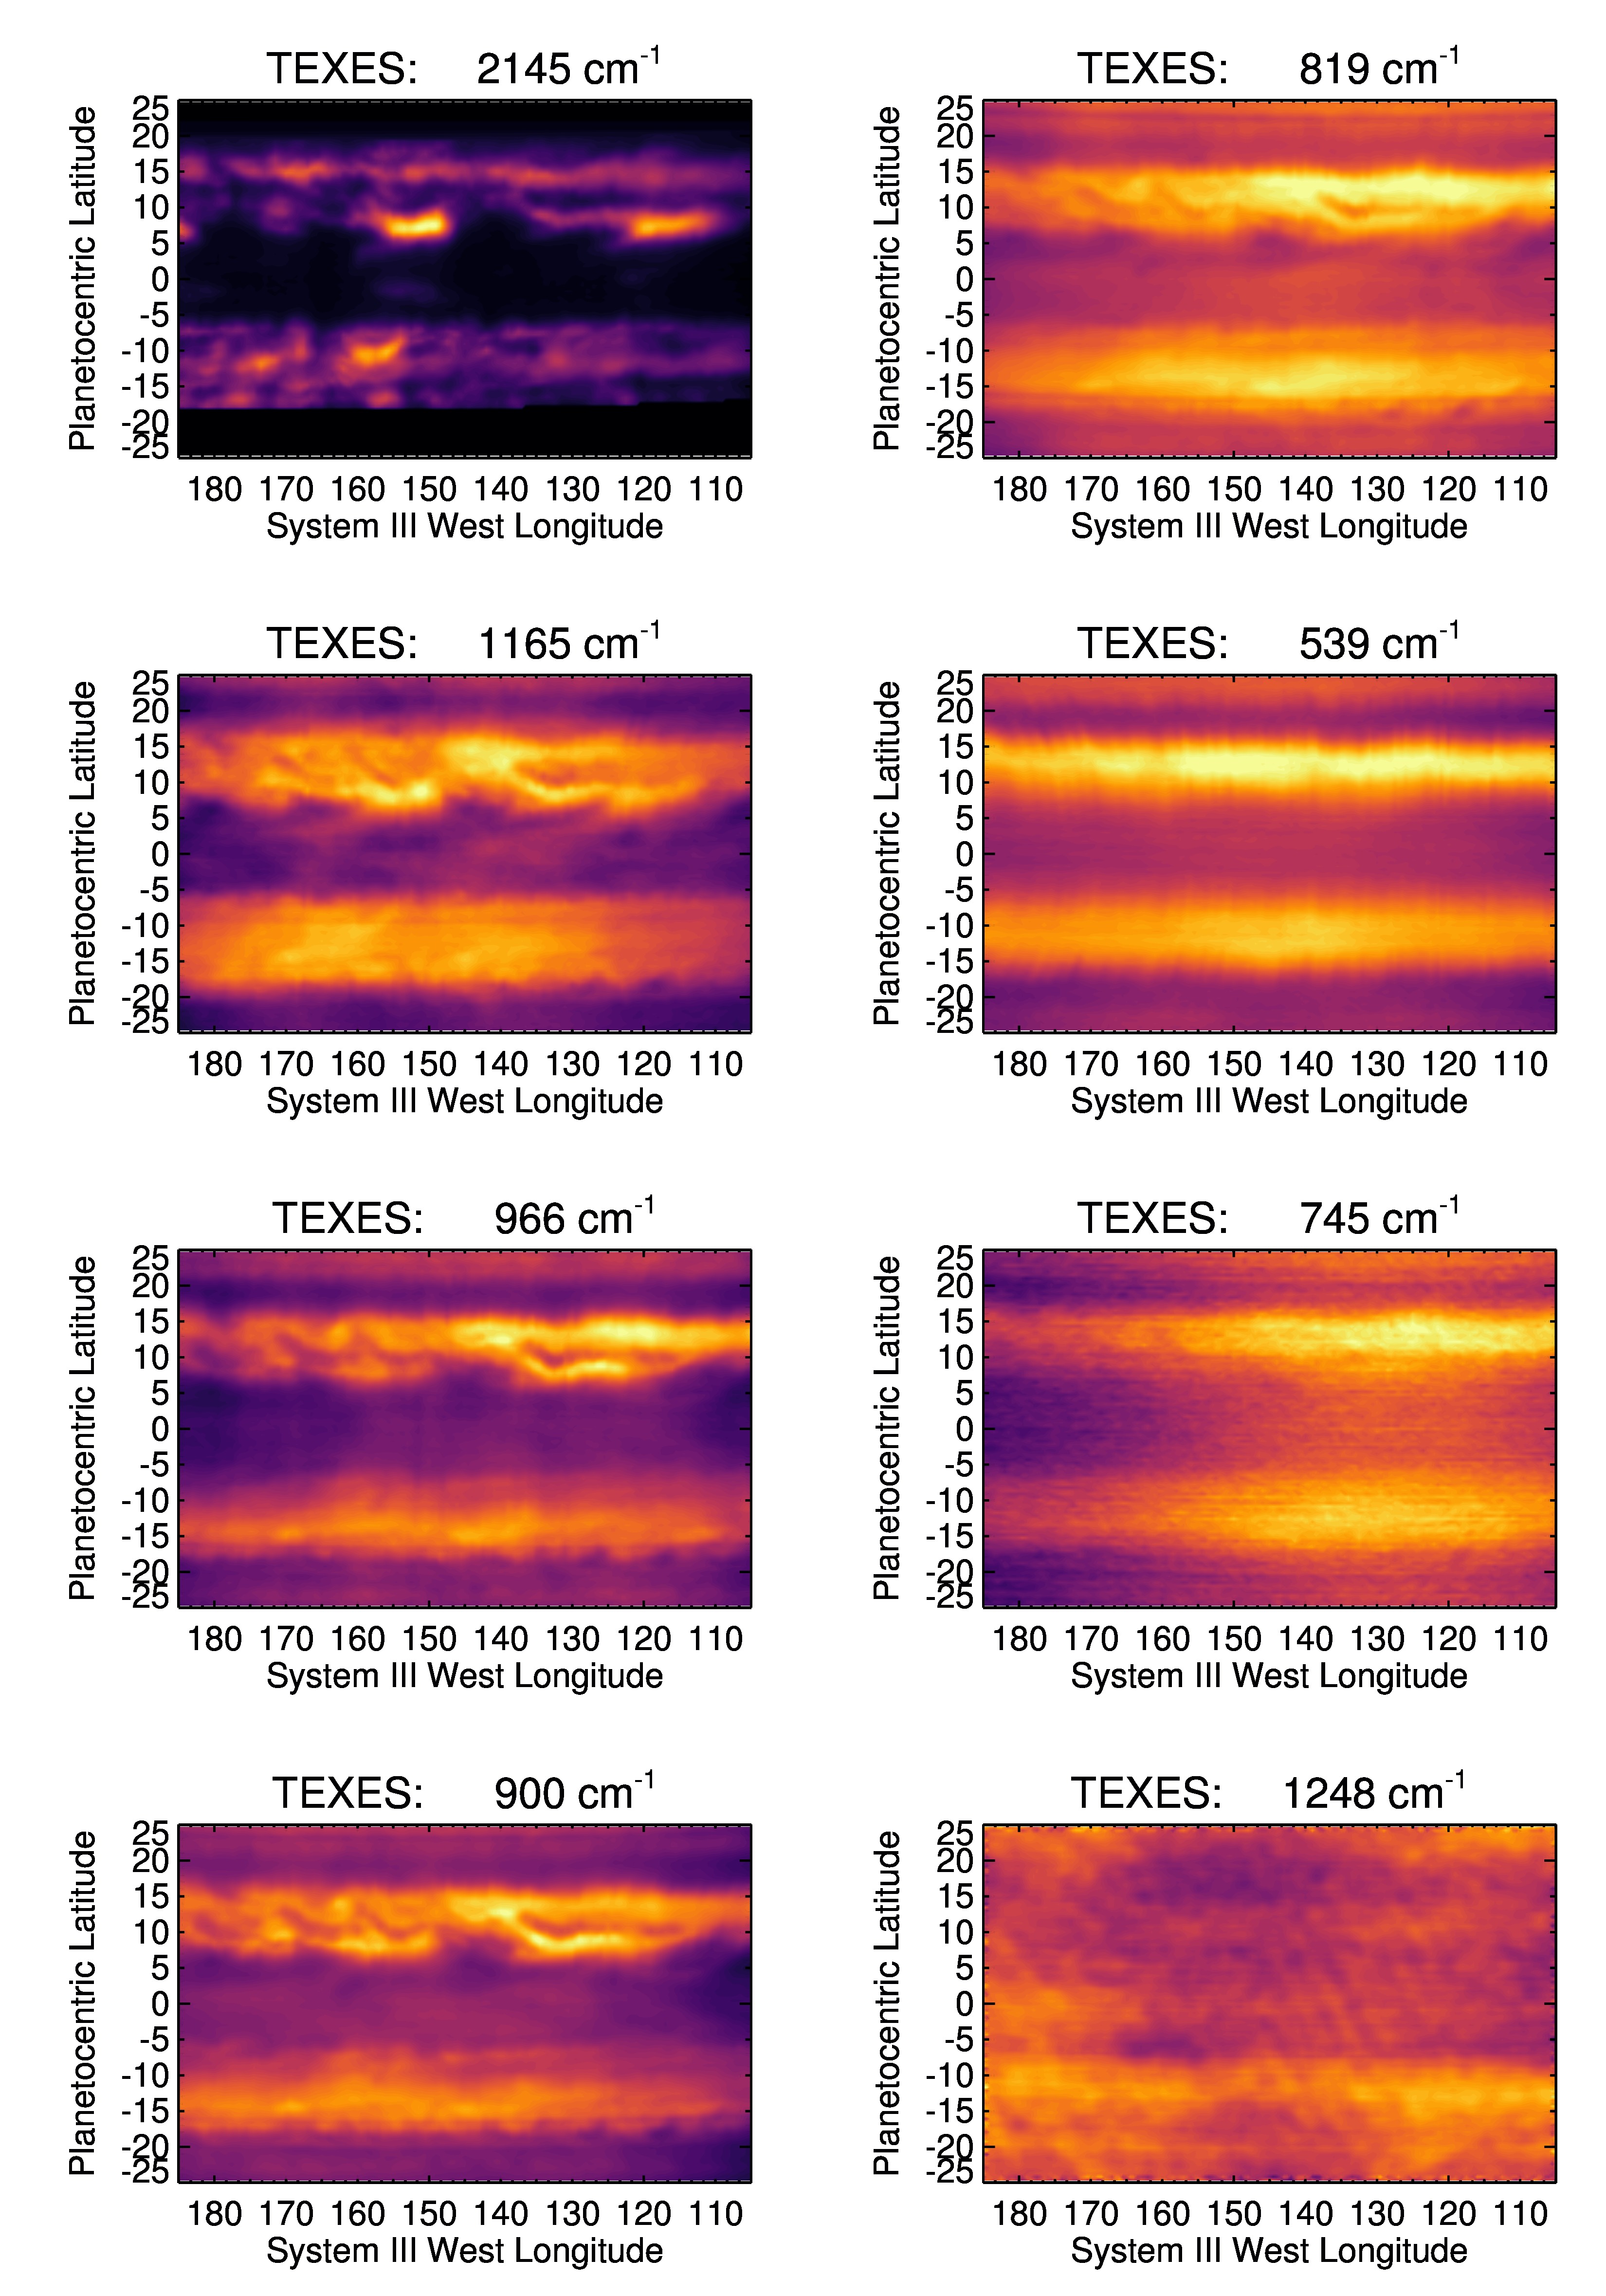 TEXES: 2145 cm⁻¹
Planetocentric Latitude
25
20
15
10
5
0
-5
-10
-15
-20
-25
180 170 160 150 140 130 120 110
System III West Longitude
TEXES: 819 cm⁻¹
Planetocentric Latitude
25
20
15
10
5
0
-5
-10
-15
-20
-25
180 170 160 150 140 130 120 110
System III West Longitude
TEXES: 1165 cm⁻¹
Planetocentric Latitude
25
20
15
10
5
0
-5
-10
-15
-20
-25
180 170 160 150 140 130 120 110
System III West Longitude
TEXES: 539 cm⁻¹
Planetocentric Latitude
25
20
15
10
5
0
-5
-10
-15
-20
-25
180 170 160 150 140 130 120 110
System III West Longitude
TEXES: 966 cm⁻¹
Planetocentric Latitude
25
20
15
10
5
0
-5
-10
-15
-20
-25
180 170 160 150 140 130 120 110
System III West Longitude
TEXES: 745 cm⁻¹
Planetocentric Latitude
25
20
15
10
5
0
-5
-10
-15
-20
-25
180 170 160 150 140 130 120 110
System III West Longitude
TEXES: 900 cm⁻¹
Planetocentric Latitude
25
20
15
10
5
0
-5
-10
-15
-20
-25
180 170 160 150 140 130 120 110
System III West Longitude
TEXES: 1248 cm⁻¹
Planetocentric Latitude
25
20
15
10
5
0
-5
-10
-15
-20
-25
180 170 160 150 140 130 120 110
System III West Longitude